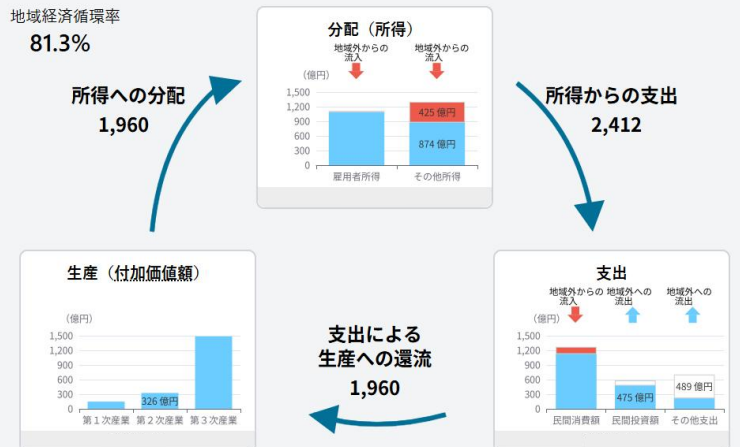 地域経済循環率
81.3%
分配（所得）
地域外からの
流入
地域外からの
流入
（億円）
1,500
1,200
900
600
300
0
425 億円
874 億円
雇用者所得
その他所得
所得への分配
1,960
所得からの支出
2,412
生産（付加価値額）
（億円）
1,500
1,200
900
600
300
0
326 億円
第１次産業
第２次産業
第３次産業
支出による
生産への還流
1,960
支出
地域外からの
流入
地域外への
流出
地域外への
流出
（億円）
1,500
1,200
900
600
300
0
475 億円
489 億円
民間消費額
民間投資額
その他支出